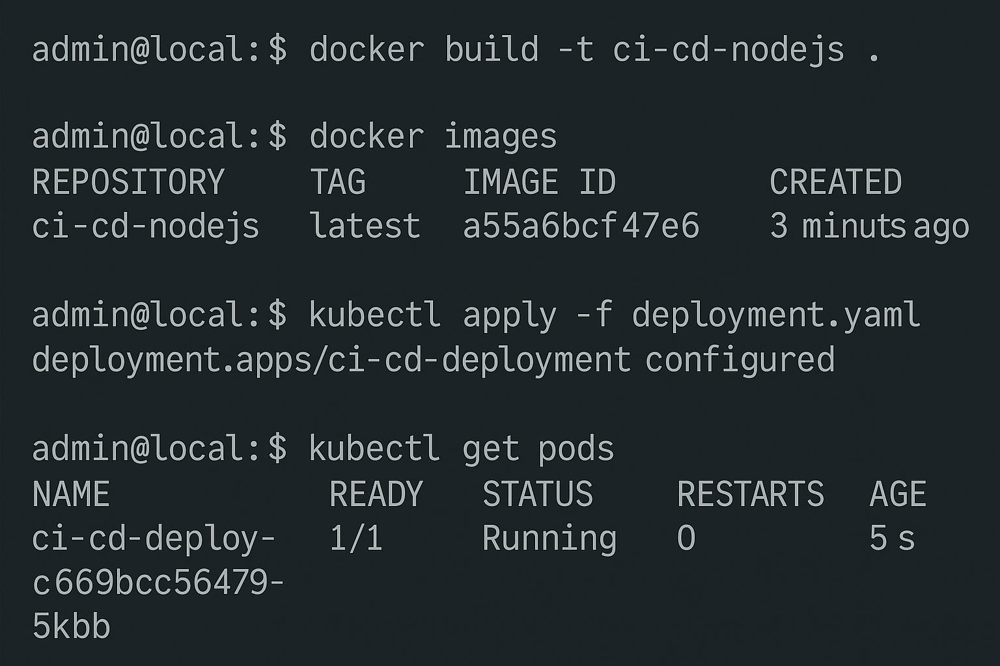 admin@local:$ docker build -t ci-cd-nodejs .
admin@local:$ docker images
REPOSITORY TAG IMAGE ID CREATED
ci-cd-nodejs latest a55a6bcf47e6 3 minuts ago
admin@local:$ kubectl apply -f deployment.yaml
deployment.apps/ci-cd-deployment configured
admin@local:$ kubectl get pods
NAME READY STATUS RESTARTS AGE
ci-cd-deploy- 1/1 Running 0 5 s
c669bcc56479-
5kbb